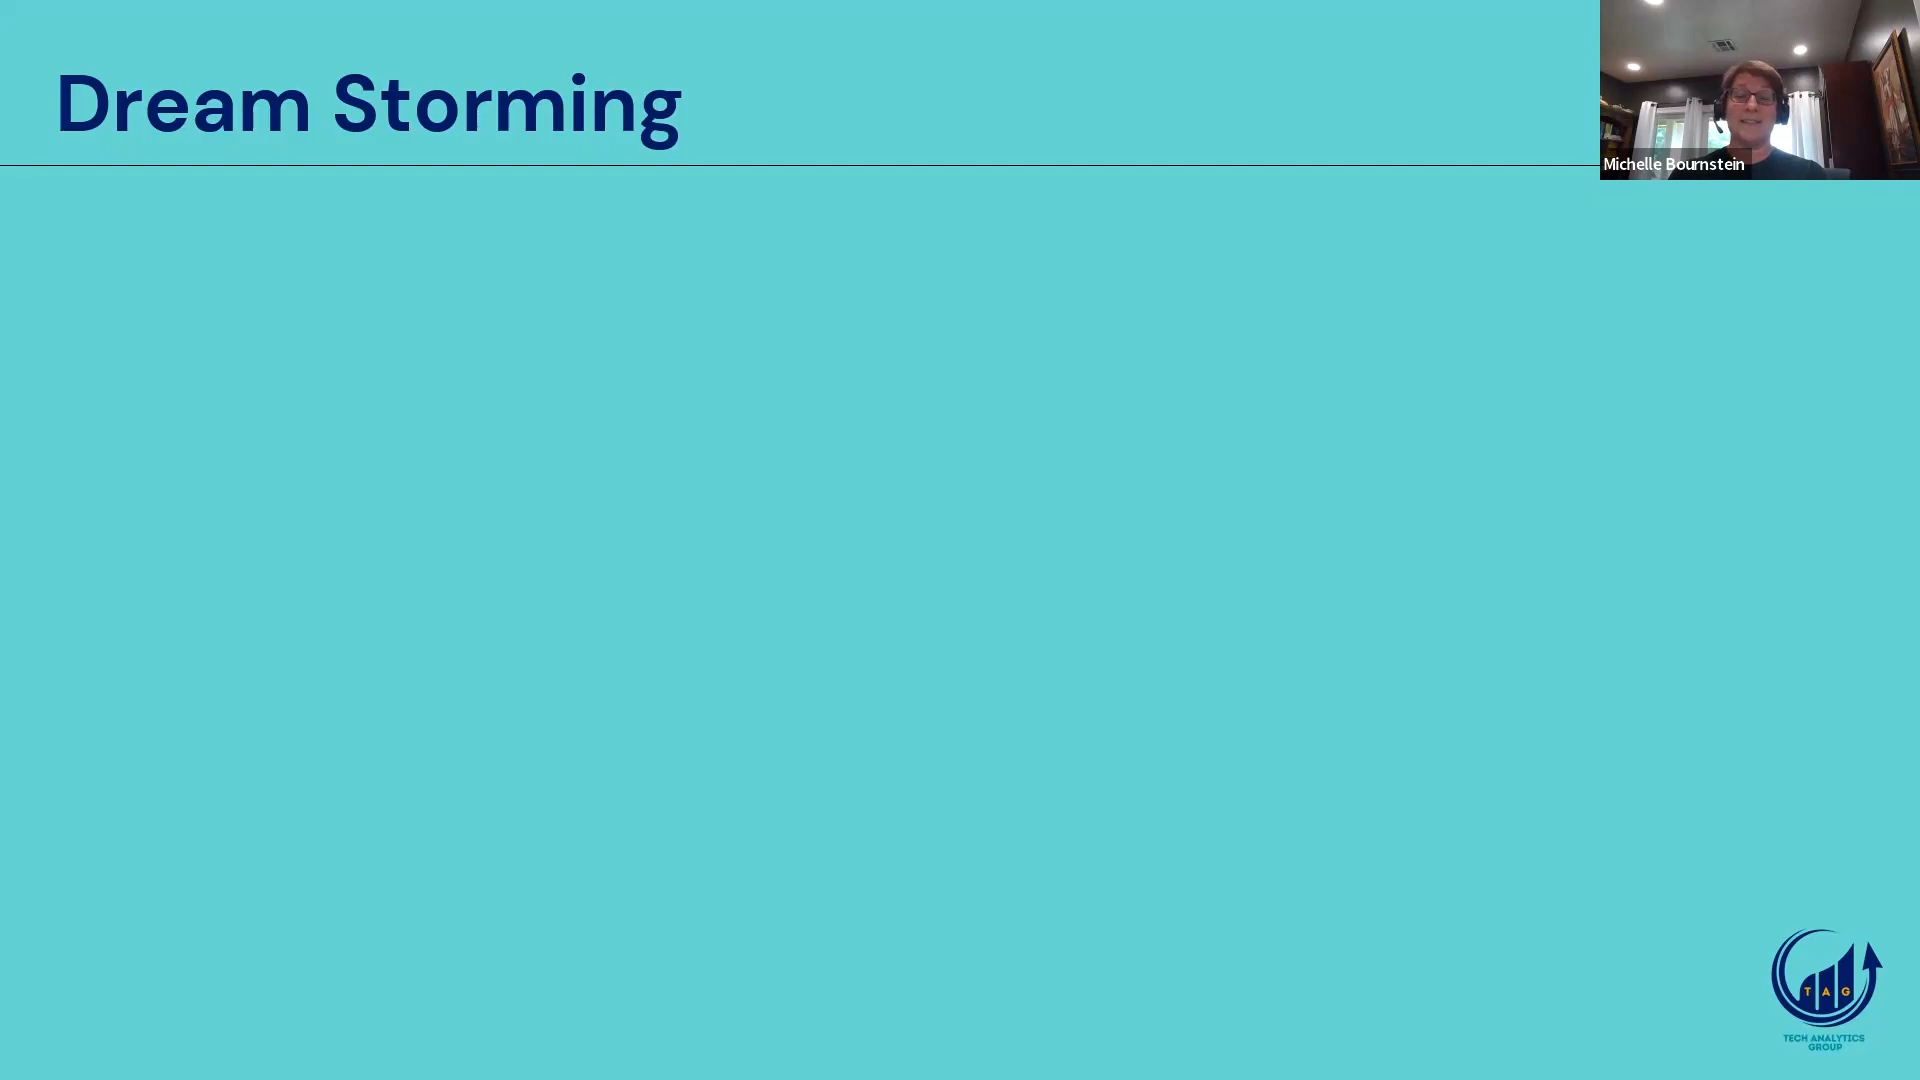 Dream Storming
Michelle Bournstein
T A G
TECH ANALYTICS
GROUP